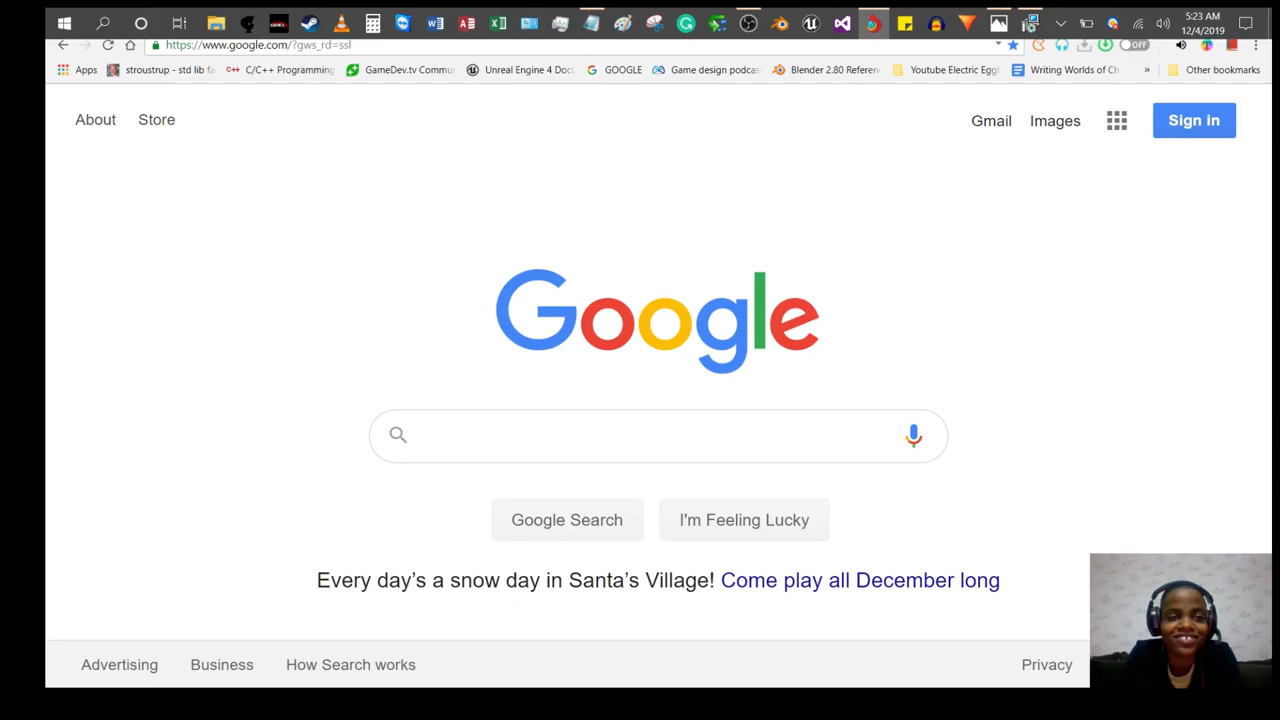 5:23 AM
12/4/2019
https://www.google.com/?gws_rd=ssl
OFF
Apps stroustrup - std lib fa C/C++ Programming GameDev.tv Commu Unreal Engine 4 Docu GOOGLE Game design podcas Blender 2.80 Referen Youtube Electric Eggl Writing Worlds of Ch » Other bookmarks
About Store Gmail Images Sign in
Google
Google Search I'm Feeling Lucky
Every day's a snow day in Santa's Village! Come play all December long
Advertising Business How Search works Privacy